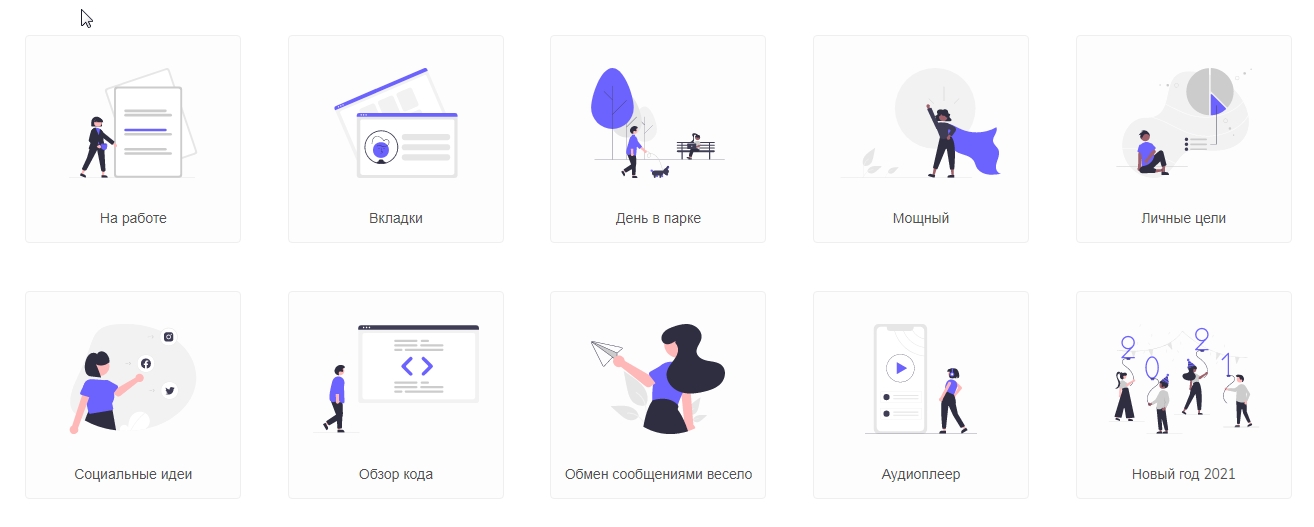 На работе
Вкладки
День в парке
Мощный
Личные цели
Социальные идеи
Обзор кода
Обмен сообщениями весело
Аудиоплеер
2 0 2 1
Новый год 2021